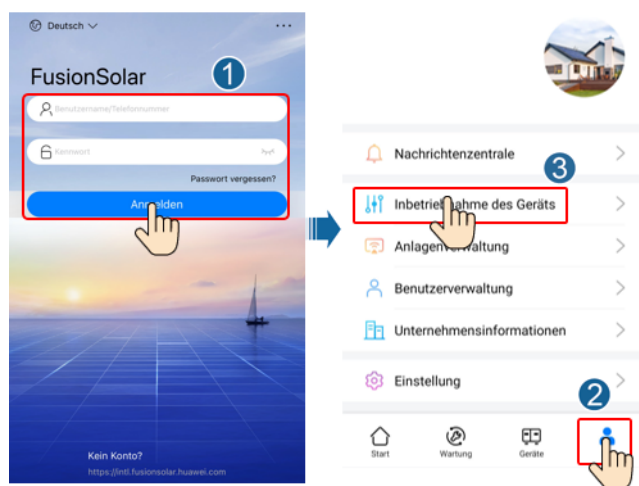 Deutsch
FusionSolar
1
Benutzername/Telefonnummer
Kennwort
Passwort vergessen?
Anmelden
Kein Konto?
https://intl.fusionsolar.huawei.com
Nachrichtenzentrale
3
Inbetriebnahme des Geräts
Anlagenverwaltung
Benutzerverwaltung
Unternehmensinformationen
Einstellung
2
Start
Wartung
Geräte